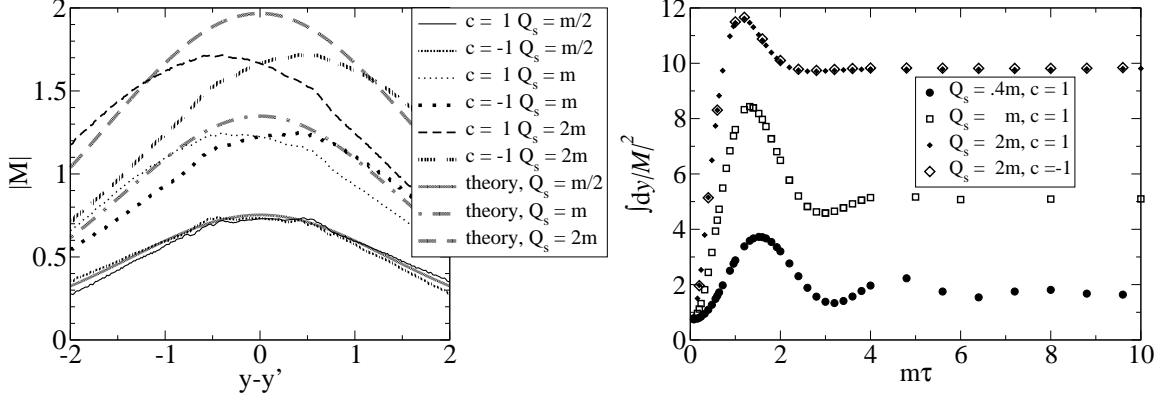 2
1.5
1
0.5
0
|M|
-2
-1
0
1
2
y-y’
c = 1 Q_s = m/2
c = -1 Q_s = m/2
c = 1 Q_s = m
c = -1 Q_s = m
c = 1 Q_s = 2m
c = -1 Q_s = 2m
theory, Q_s = m/2
theory, Q_s = m
theory, Q_s = 2m
12
10
8
6
4
2
0
∫dy|M|^2
0
2
4
6
8
10
mτ
Q_s = .4m, c = 1
Q_s = m, c = 1
Q_s = 2m, c = 1
Q_s = 2m, c =-1